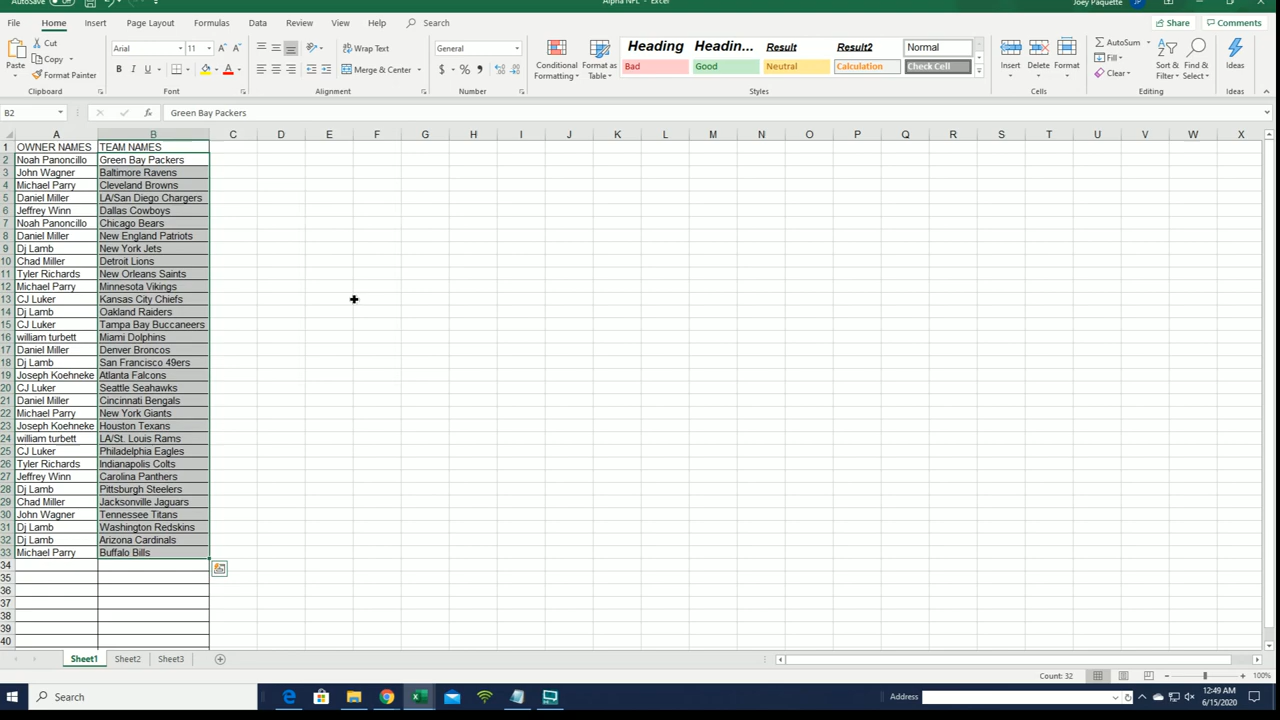 AutoSave Off Alpha NFL - Excel Joey Paquette JP
File Home Insert Page Layout Formulas Data Review View Help Search Share Comments
Paste Cut Copy Format Painter Clipboard
Arial 11 A A B I U A Font
Wrap Text Merge & Center Alignment
General $ % , Number
Conditional Formatting Format as Table
Heading Headin... Result Result2 Normal
Bad Good Neutral Calculation Check Cell
Styles
Insert Delete Format Cells
AutoSum Fill Clear Sort & Filter Find & Select Editing
Ideas Ideas
B2 fx Green Bay Packers
A B C D E F G H I J K L M N O P Q R S T U V W X
1 OWNER NAMES TEAM NAMES
2 Noah Panoncillo Green Bay Packers
3 John Wagner Baltimore Ravens
4 Michael Parry Cleveland Browns
5 Daniel Miller LA/San Diego Chargers
6 Jeffrey Winn Dallas Cowboys
7 Noah Panoncillo Chicago Bears
8 Daniel Miller New England Patriots
9 Dj Lamb New York Jets
10 Chad Miller Detroit Lions
11 Tyler Richards New Orleans Saints
12 Michael Parry Minnesota Vikings
13 CJ Luker Kansas City Chiefs
14 Dj Lamb Oakland Raiders
15 CJ Luker Tampa Bay Buccaneers
16 william turbett Miami Dolphins
17 Daniel Miller Denver Broncos
18 Dj Lamb San Francisco 49ers
19 Joseph Koehneke Atlanta Falcons
20 CJ Luker Seattle Seahawks
21 Daniel Miller Cincinnati Bengals
22 Michael Parry New York Giants
23 Joseph Koehneke Houston Texans
24 william turbett LA/St. Louis Rams
25 CJ Luker Philadelphia Eagles
26 Tyler Richards Indianapolis Colts
27 Jeffrey Winn Carolina Panthers
28 Dj Lamb Pittsburgh Steelers
29 Chad Miller Jacksonville Jaguars
30 John Wagner Tennessee Titans
31 Dj Lamb Washington Redskins
32 Dj Lamb Arizona Cardinals
33 Michael Parry Buffalo Bills
34
35
36
37
38
39
40
Sheet1 Sheet2 Sheet3
Count: 32 100%
Search Address 12:49 AM
6/15/2020